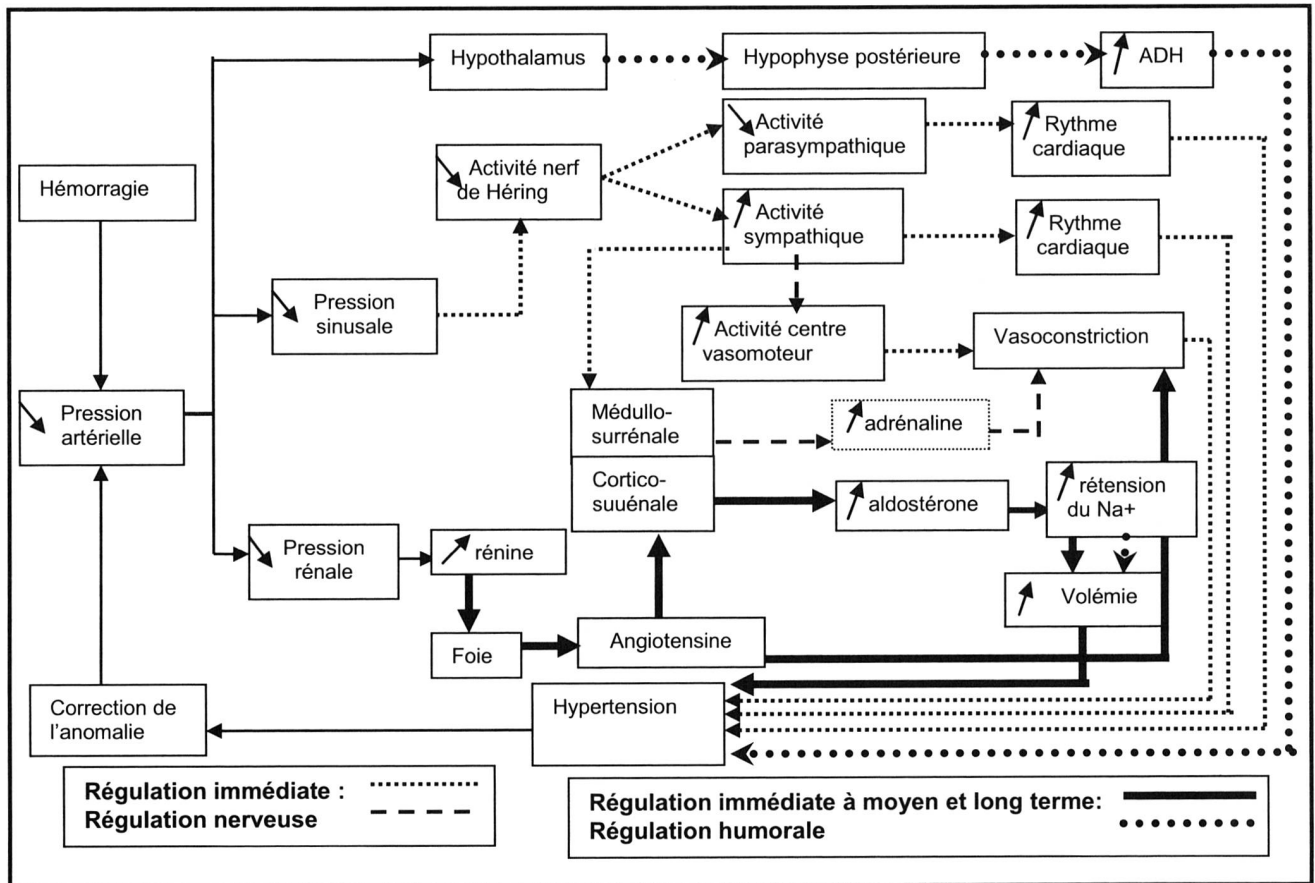 Hypothalamus
Hypophyse postérieure
ADH
Activité
parasympathique
Rythme
cardiaque
Activité nerf
de Héring
Hémorragie
Activité
sympathique
Rythme
cardiaque
Pression
sinusale
Activité centre
vasomoteur
Vasoconstriction
Pression
artérielle
Médullo-
surrénale
adrénaline
Cortico-
suuénale
aldostérone
rétension
du Na+
Pression
rénale
rénine
Volémie
Foie
Angiotensine
Correction de
l'anomalie
Hypertension
Régulation immédiate :
Régulation nerveuse
Régulation immédiate à moyen et long terme:
Régulation humorale